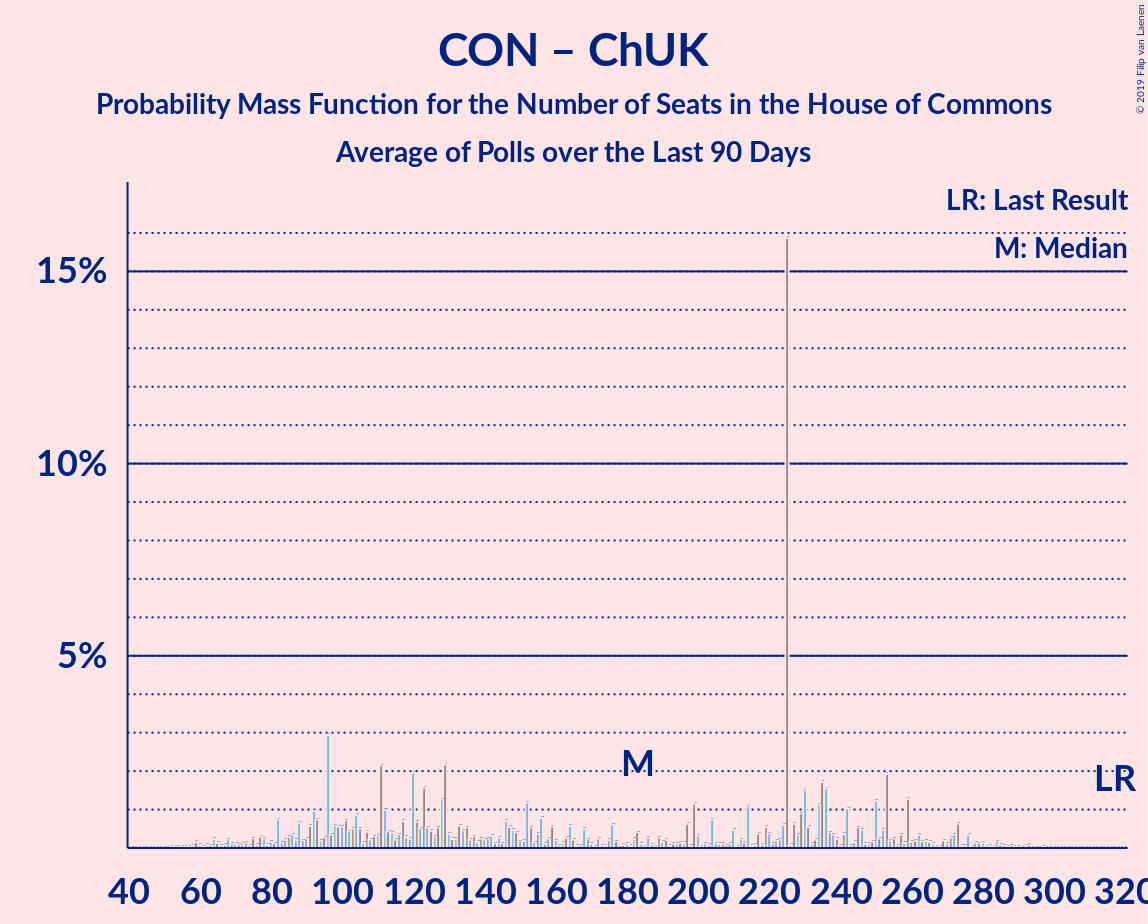 CON – ChUK
Probability Mass Function for the Number of Seats in the House of Commons
Average of Polls over the Last 90 Days
© 2019 Filip van Laenen
LR: Last Result
M: Median
15%
10%
5%
M
LR
40 60 80 100 120 140 160 180 200 220 240 260 280 300 320